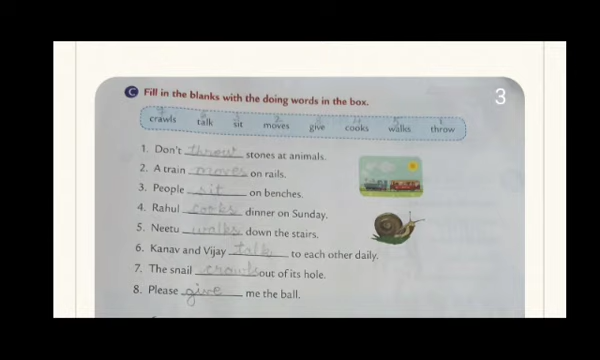 3
C Fill in the blanks with the doing words in the box.
crawls talk sit moves give cooks walks throw
1. Don't throw stones at animals.
2. A train moves on rails.
3. People sit on benches.
4. Rahul cooks dinner on Sunday.
5. Neetu walks down the stairs.
6. Kanav and Vijay talk to each other daily.
7. The snail crawls out of its hole.
8. Please give me the ball.